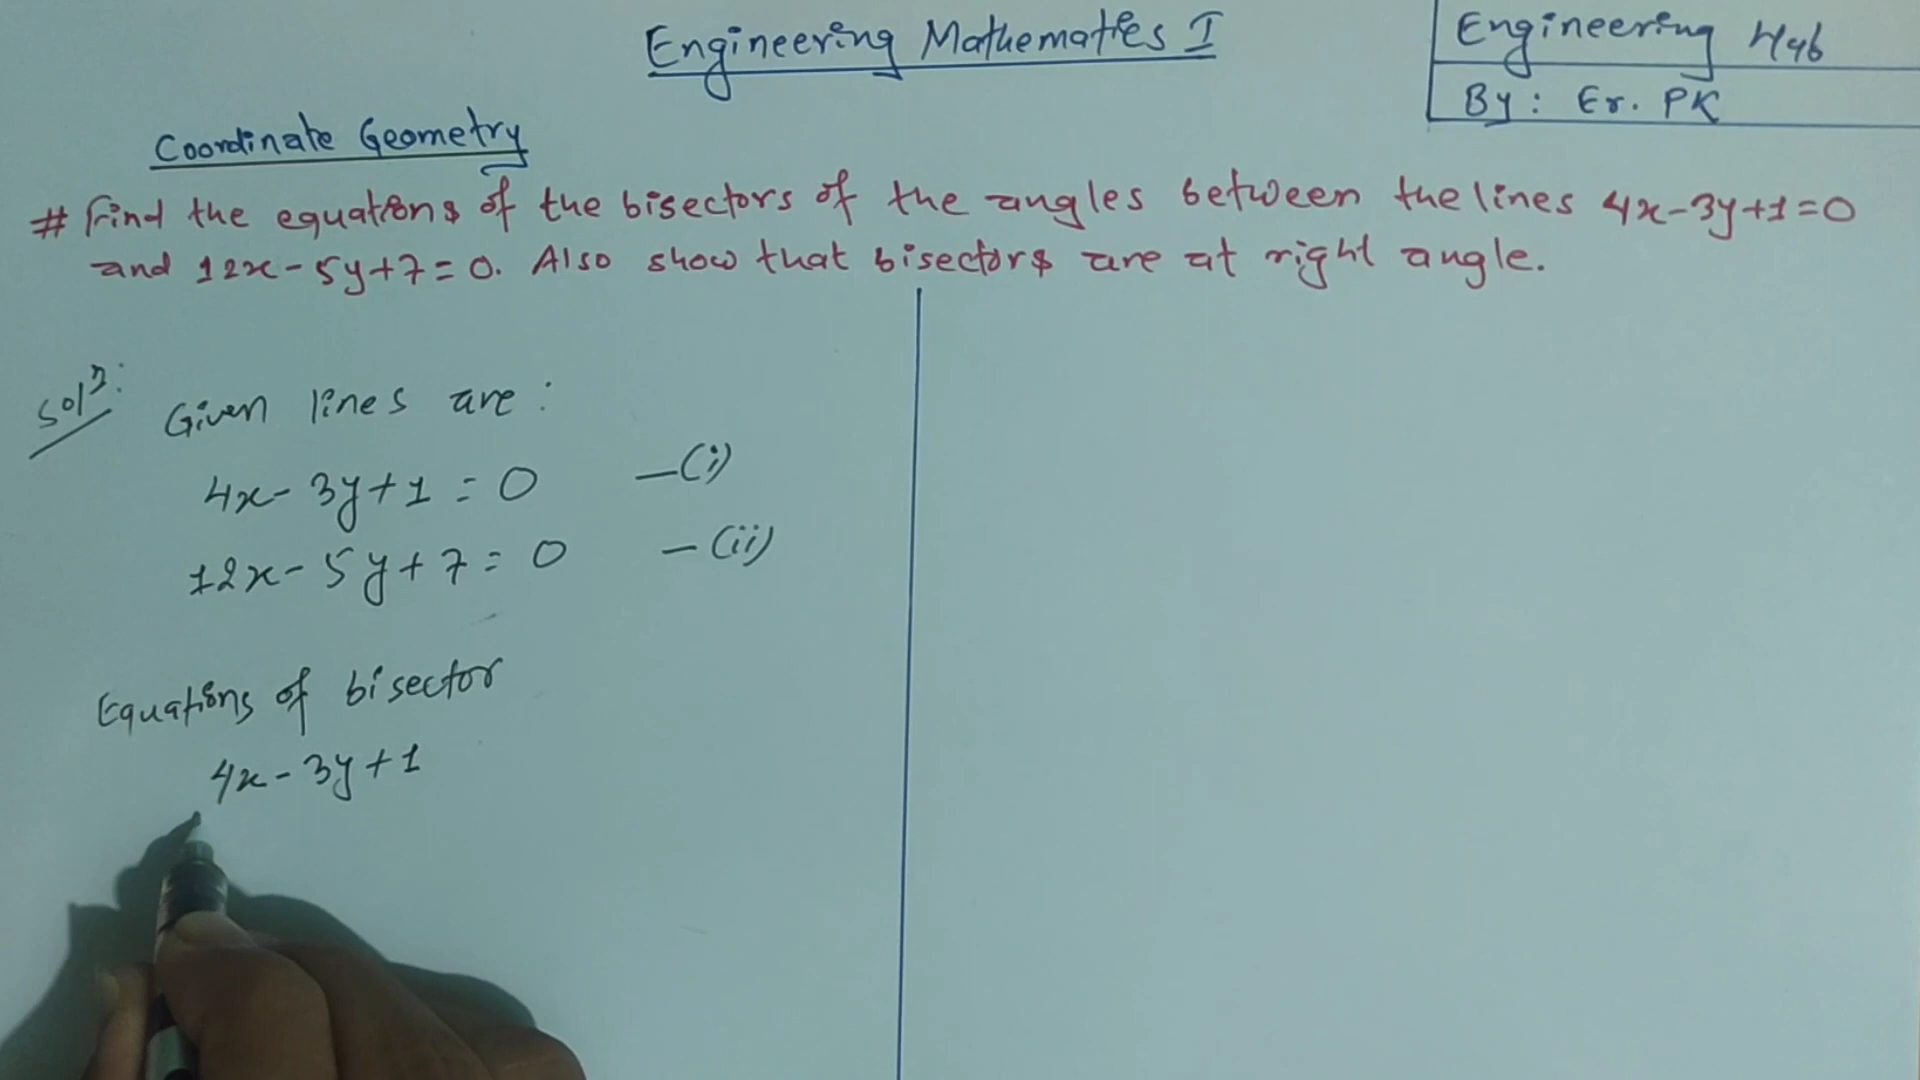 Engineering Mathematics I
Engineering Hub
By: Er. PK
Coordinate Geometry
# Find the equations of the bisectors of the angles between the lines 4x-3y+1=0
and 12x-5y+7=0. Also show that bisectors are at right angle.
Solⁿ:
Given lines are:
4x-3y+1=0 —(i)
12x-5y+7=0 —(ii)
Equations of bisector
4x-3y+1